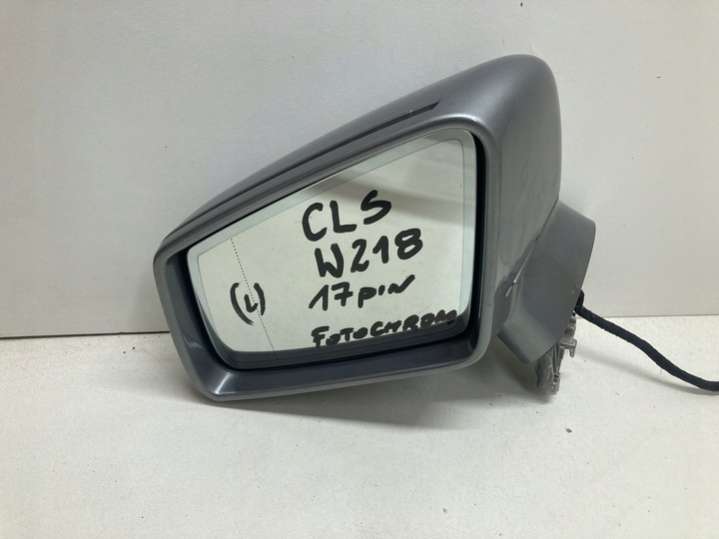 CLS
W218
17pin
(L)
FOTOCHROM